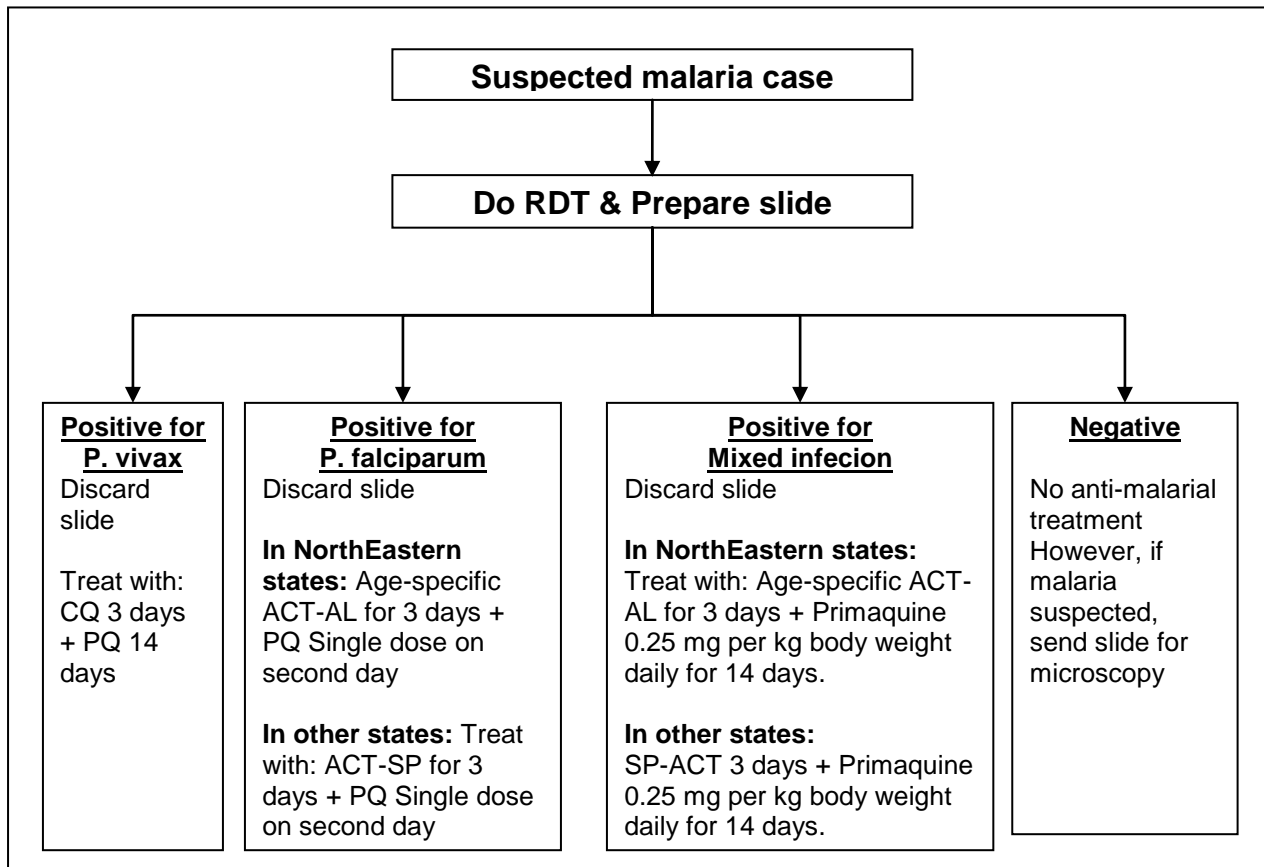 Suspected malaria case
Do RDT & Prepare slide
Positive for
P. vivax
Discard
slide
Treat with:
CQ 3 days
+ PQ 14
days
Positive for
P. falciparum
Discard slide
In NorthEastern
states: Age-specific
ACT-AL for 3 days +
PQ Single dose on
second day
In other states: Treat
with: ACT-SP for 3
days + PQ Single dose
on second day
Positive for
Mixed infecion
Discard slide
In NorthEastern states:
Treat with: Age-specific ACT-
AL for 3 days + Primaquine
0.25 mg per kg body weight
daily for 14 days.
In other states:
SP-ACT 3 days + Primaquine
0.25 mg per kg body weight
daily for 14 days.
Negative
No anti-malarial
treatment
However, if
malaria
suspected,
send slide for
microscopy